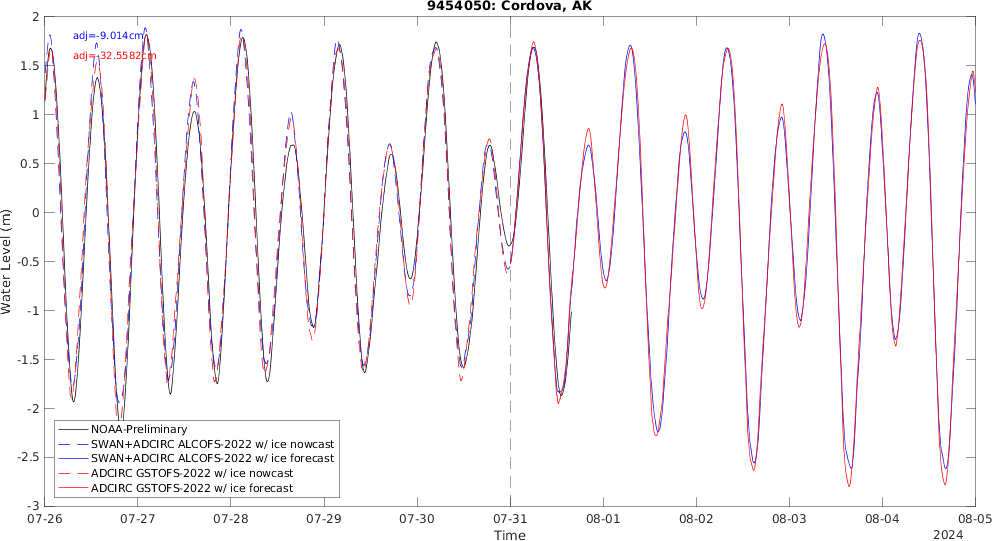 9454050: Cordova, AK
adj=-9.014cm
adj=-32.5582cm
2
1.5
1
0.5
0
-0.5
-1
-1.5
-2
-2.5
-3
Water Level (m)
NOAA-Preliminary
SWAN+ADCIRC ALCOFS-2022 w/ ice nowcast
SWAN+ADCIRC ALCOFS-2022 w/ ice forecast
ADCIRC GSTOFS-2022 w/ ice nowcast
ADCIRC GSTOFS-2022 w/ ice forecast
07-26 07-27 07-28 07-29 07-30 07-31 08-01 08-02 08-03 08-04 08-05
Time
2024